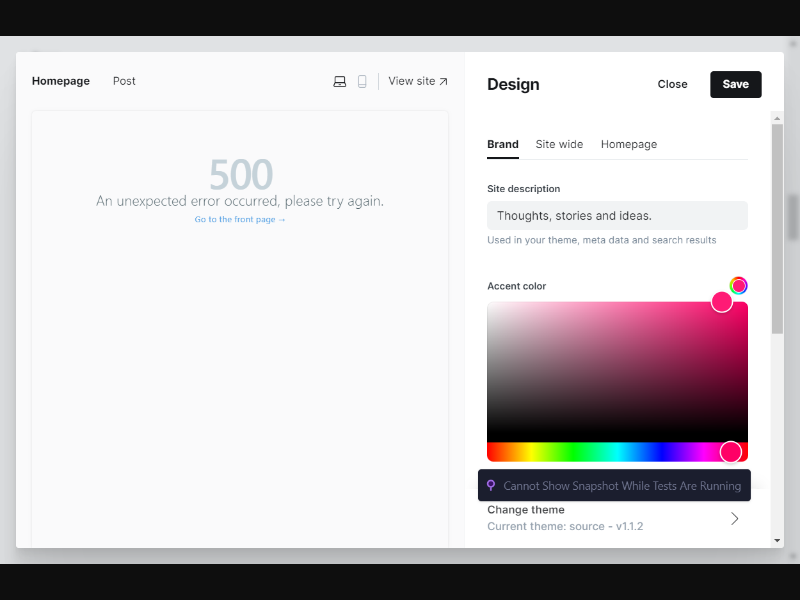 Homepage Post View site
500
An unexpected error occurred, please try again.
Go to the front page →
Design Close Save
Brand Site wide Homepage
Site description
Thoughts, stories and ideas.
Used in your theme, meta data and search results
Accent color
Cannot Show Snapshot While Tests Are Running
Change theme
Current theme: source - v1.1.2